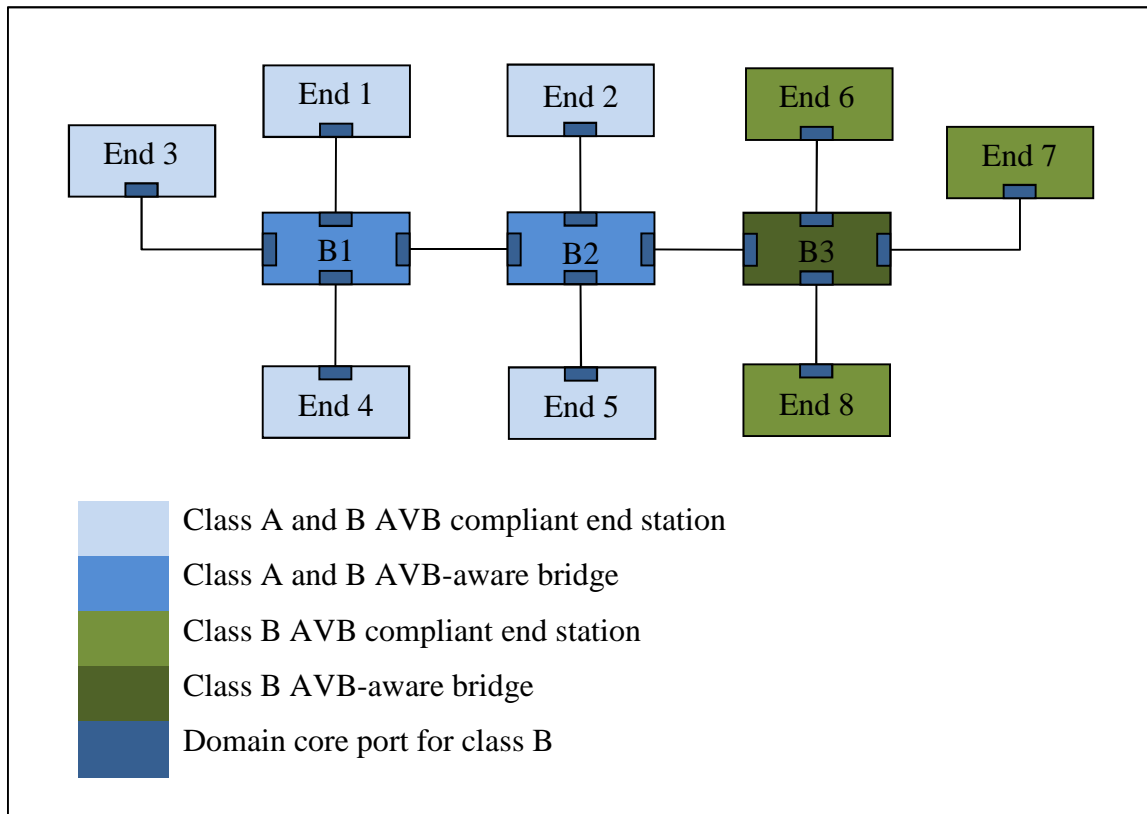 End 1
End 2
End 6
End 3
End 7
B1
B2
B3
End 4
End 5
End 8
Class A and B AVB compliant end station
Class A and B AVB-aware bridge
Class B AVB compliant end station
Class B AVB-aware bridge
Domain core port for class B